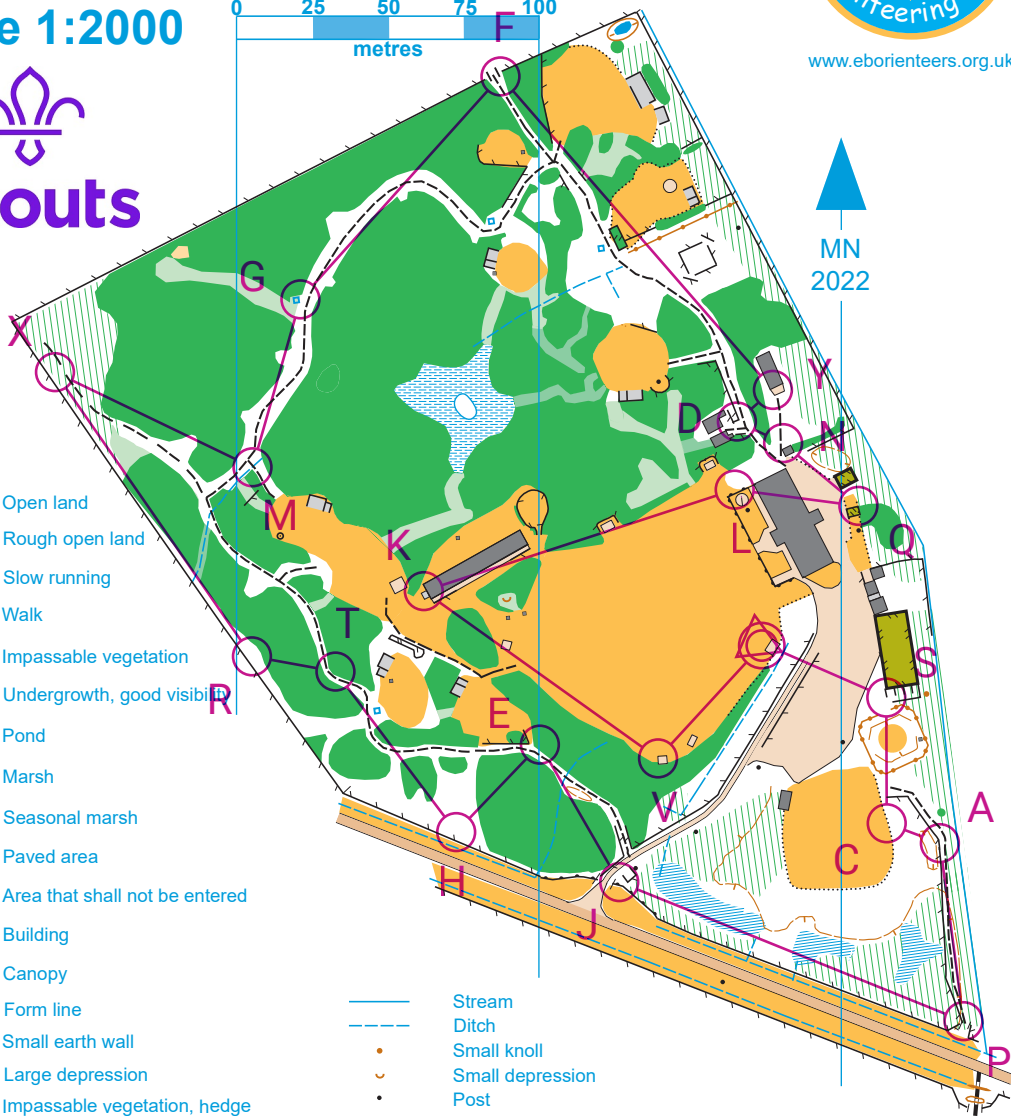 0 25 50 75 100
e 1:2000
metres
nteering
www.eborienteers.org.uk
outs
MN
2022
F
G
X
Y
D
N
M
K
L
Q
T
R
E
S
V
A
C
H
J
P
Open land
Rough open land
Slow running
Walk
Impassable vegetation
Undergrowth, good visibility
Pond
Marsh
Seasonal marsh
Paved area
Area that shall not be entered
Building
Canopy
Form line
Small earth wall
Large depression
Impassable vegetation, hedge
Stream
Ditch
Small knoll
Small depression
Post